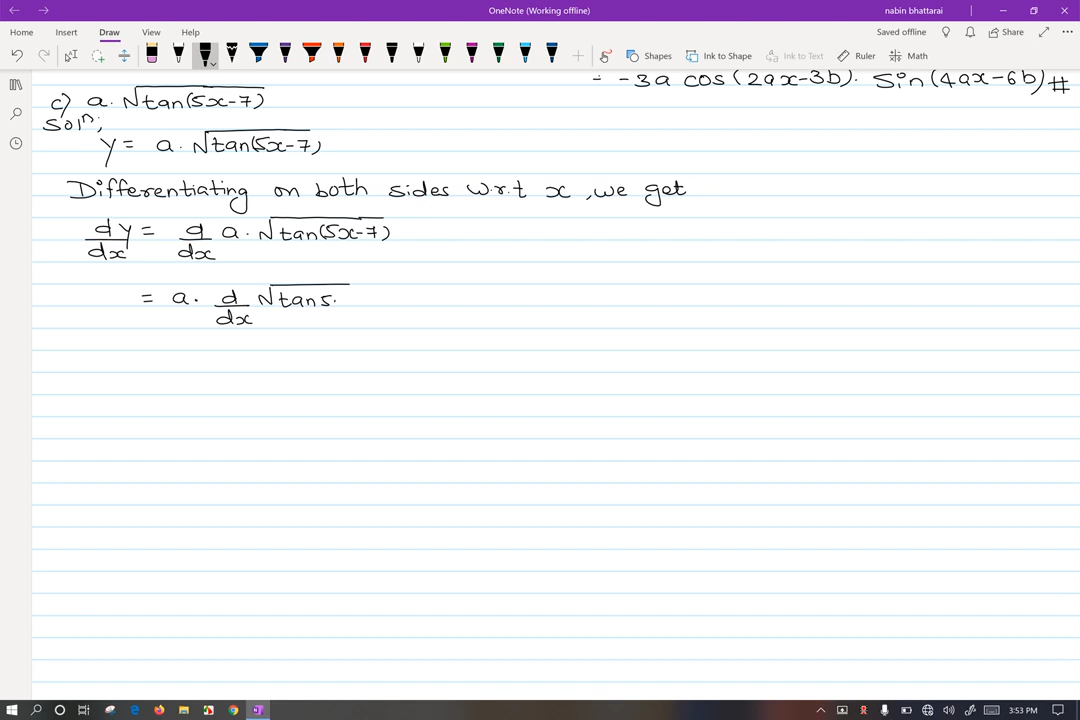 OneNote (Working offline)
nabin bhattarai
Home Insert Draw View Help
Saved offline Share
Shapes Ink to Shape Ink to Text Ruler Math
= -3a cos(2ax-3b). sin(4ax-6b)#
c) a.√tan(5x-7)
Soln;
y = a.√tan(5x-7),
Differentiating on both sides w.r.t x, we get
dy/dx = d/dx a.√tan(5x-7)
= a. d/dx √tan5.
3:53 PM